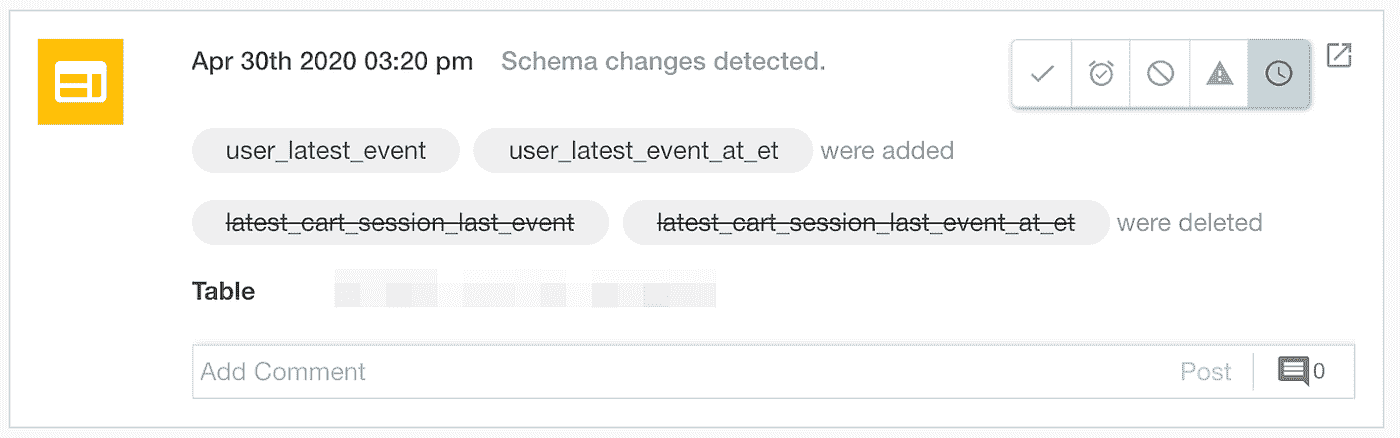 Apr 30th 2020 03:20 pm Schema changes detected.
user_latest_event user_latest_event_at_et were added
latest_cart_session_last_event latest_cart_session_last_event_at_et were deleted
Table
Add Comment Post 0